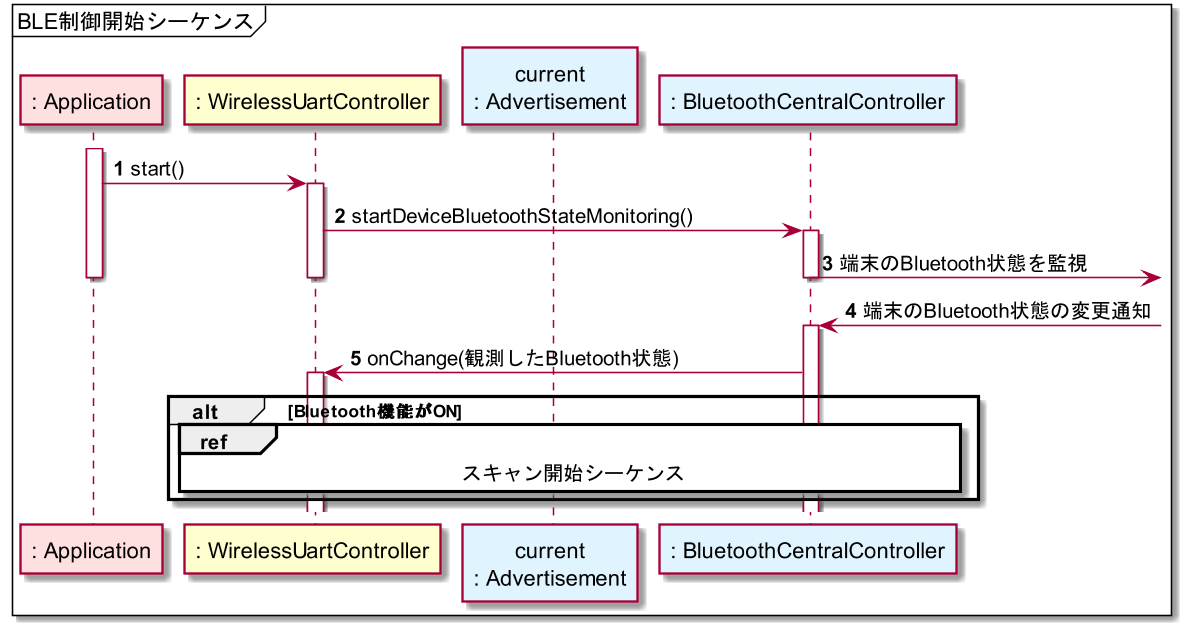 BLE制御開始シーケンス
current
: Application
: WirelessUartController
: Advertisement
: BluetoothCentralController
1 start()
2 startDeviceBluetoothStateMonitoring()
3 端末のBluetooth状態を監視
4 端末のBluetooth状態の変更通知
5 onChange(観測したBluetooth状態)
alt [Bluetooth機能がON]
ref
スキャン開始シーケンス
: Application
: WirelessUartController
current
: Advertisement
: BluetoothCentralController